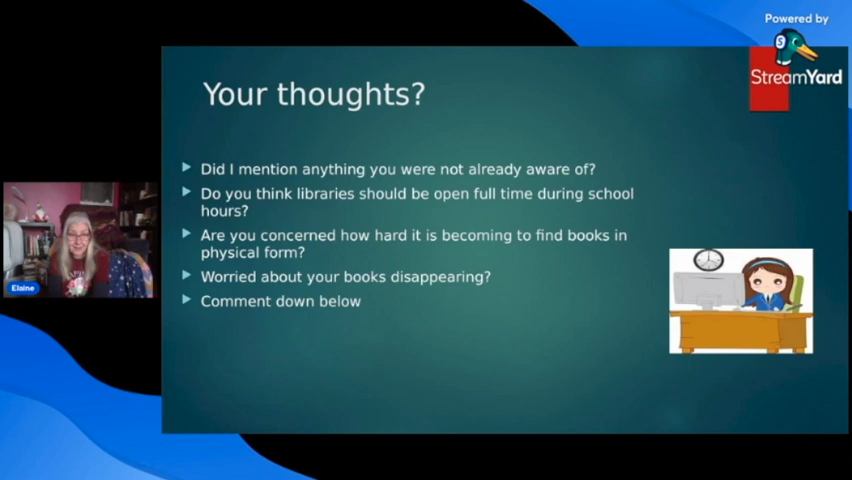 Powered by
StreamYard
Your thoughts?
Did I mention anything you were not already aware of?
Do you think libraries should be open full time during school
hours?
Are you concerned how hard it is becoming to find books in
physical form?
Worried about your books disappearing?
Comment down below
Elaine